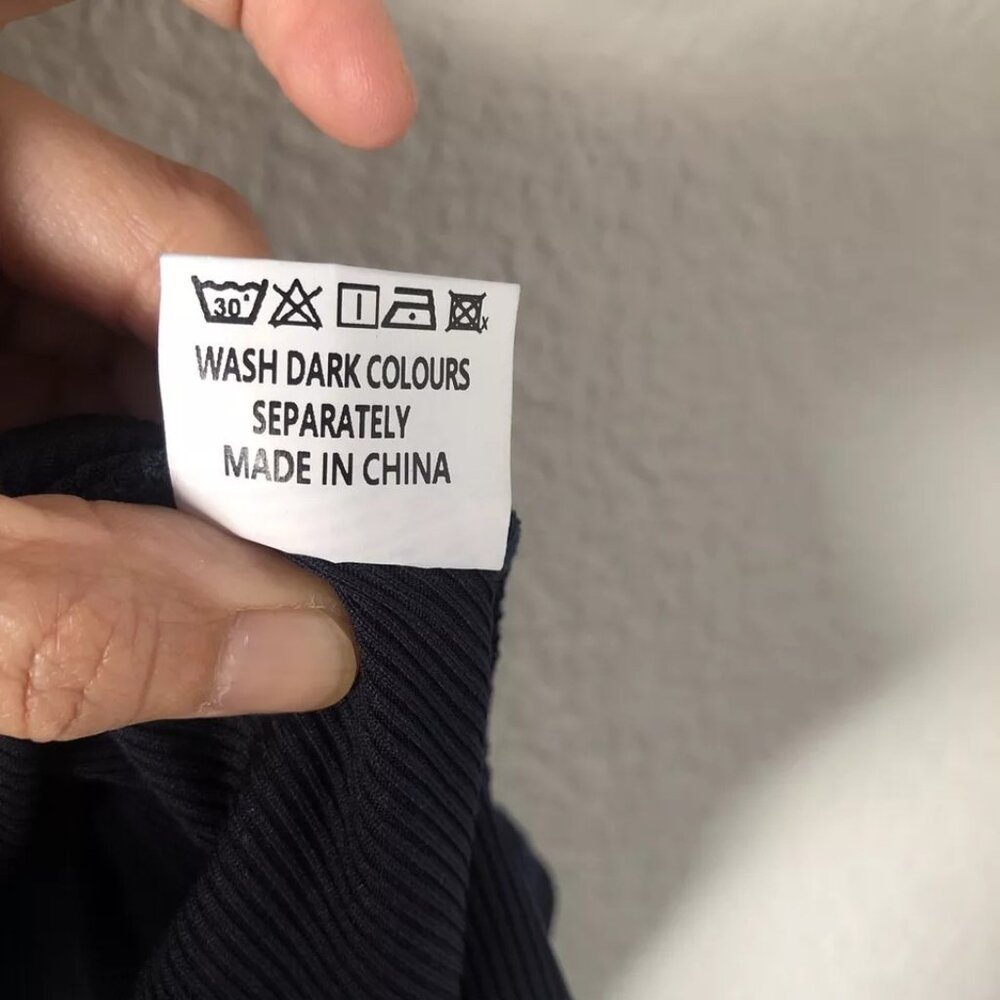 30°
WASH DARK COLOURS
SEPARATELY
MADE IN CHINA